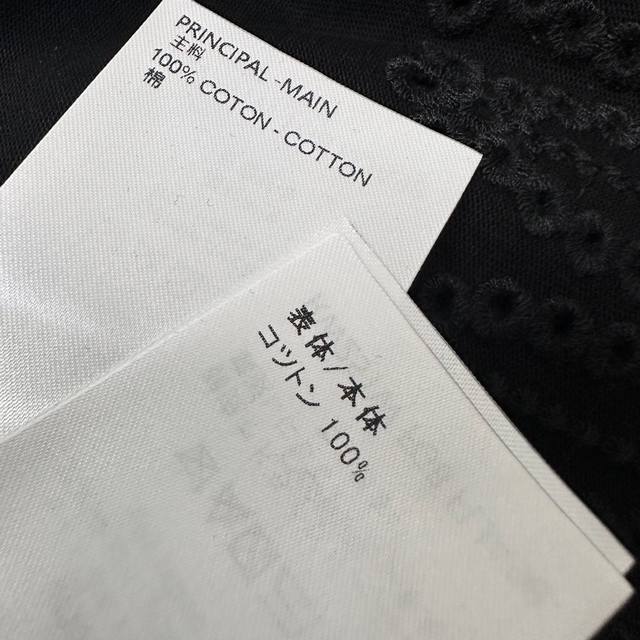 PRINCIPAL - MAIN
主料
100% COTON - COTTON
棉
表体/本体
コットン 100%